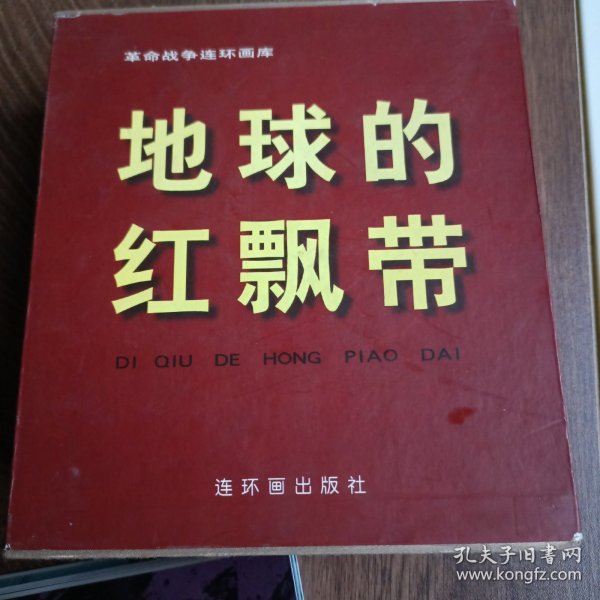 革命战争连环画库
地球的
红飘带
DI QIU DE HONG PIAO DAI
连环画出版社
孔夫子旧书网
www.kongfz.com